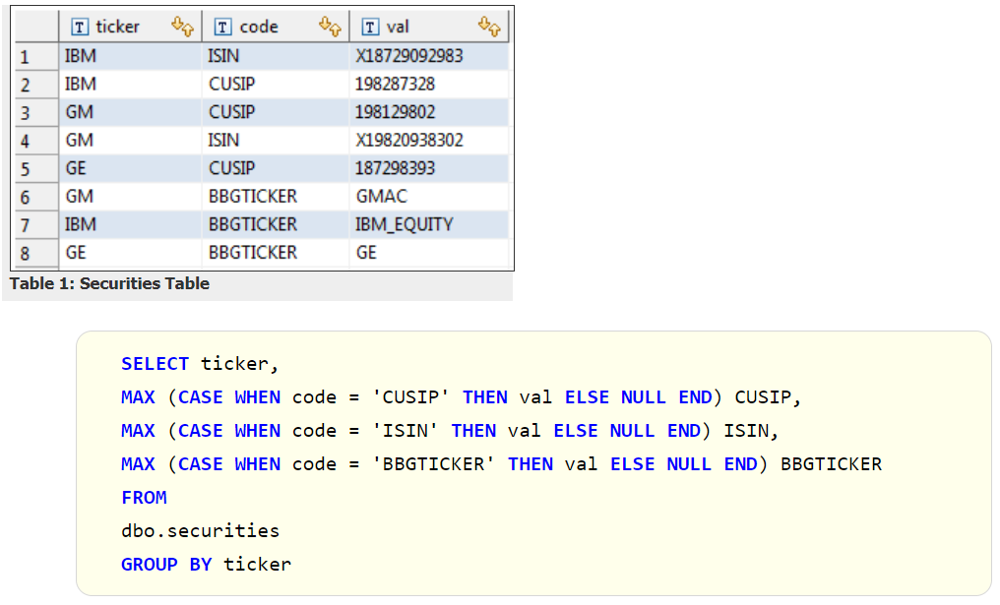 ticker code val
1 IBM ISIN X18729092983
2 IBM CUSIP 198287328
3 GM CUSIP 198129802
4 GM ISIN X19820938302
5 GE CUSIP 187298393
6 GM BBGTICKER GMAC
7 IBM BBGTICKER IBM_EQUITY
8 GE BBGTICKER GE
Table 1: Securities Table
SELECT ticker,
MAX (CASE WHEN code = 'CUSIP' THEN val ELSE NULL END) CUSIP,
MAX (CASE WHEN code = 'ISIN' THEN val ELSE NULL END) ISIN,
MAX (CASE WHEN code = 'BBGTICKER' THEN val ELSE NULL END) BBGTICKER
FROM
dbo.securities
GROUP BY ticker